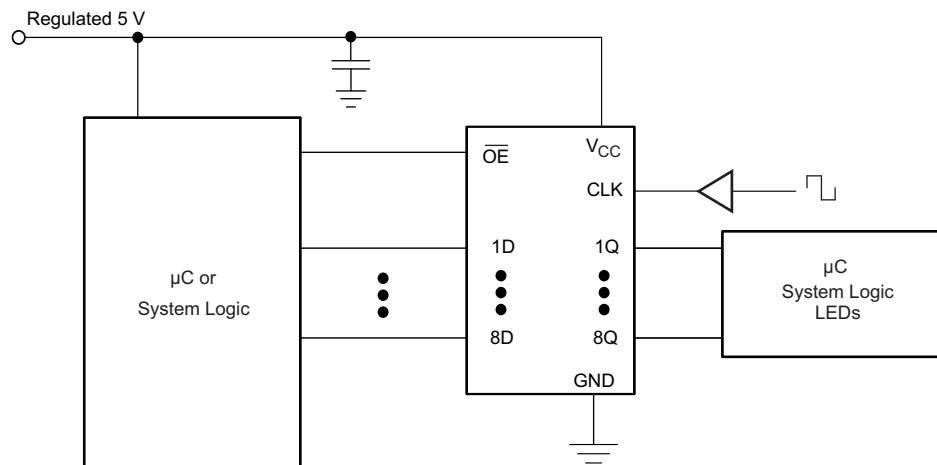 Regulated 5 V
OE
VCC
CLK
1D
1Q
µC or
System Logic
µC
System Logic
LEDs
8D
8Q
GND